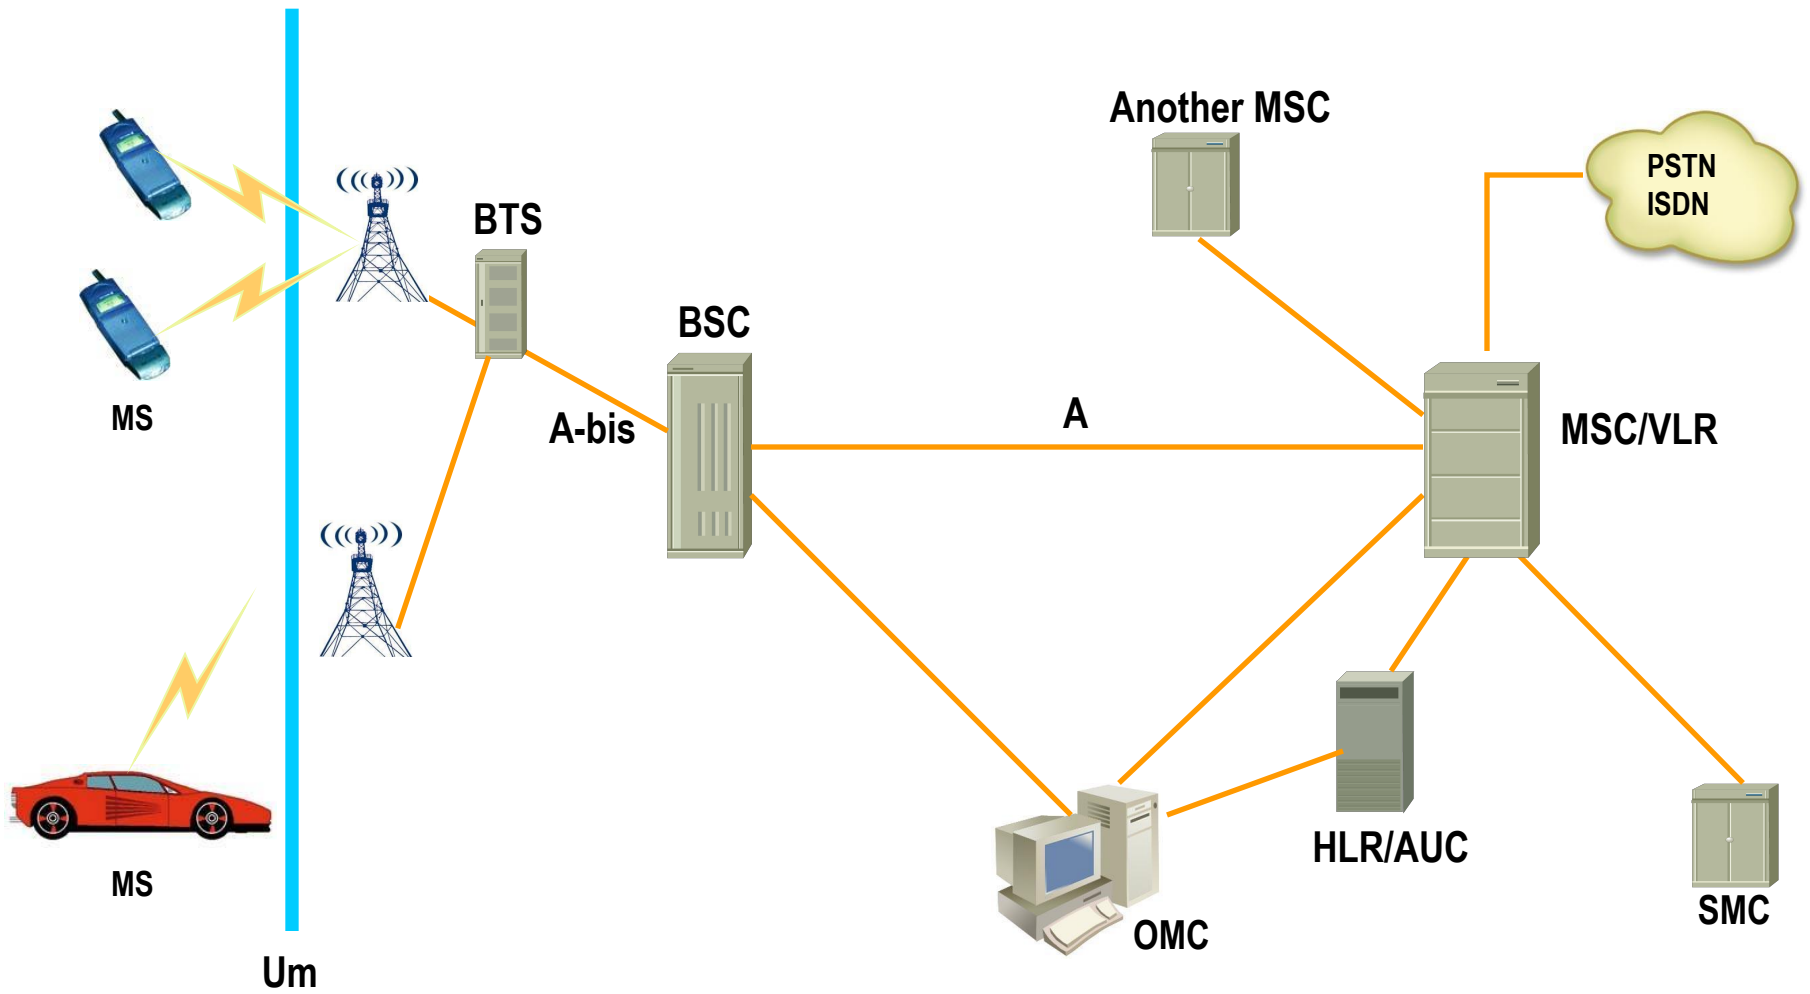 Another MSC
PSTN
ISDN
BTS
BSC
MS
A-bis
A
MSC/VLR
HLR/AUC
MS
SMC
OMC
Um